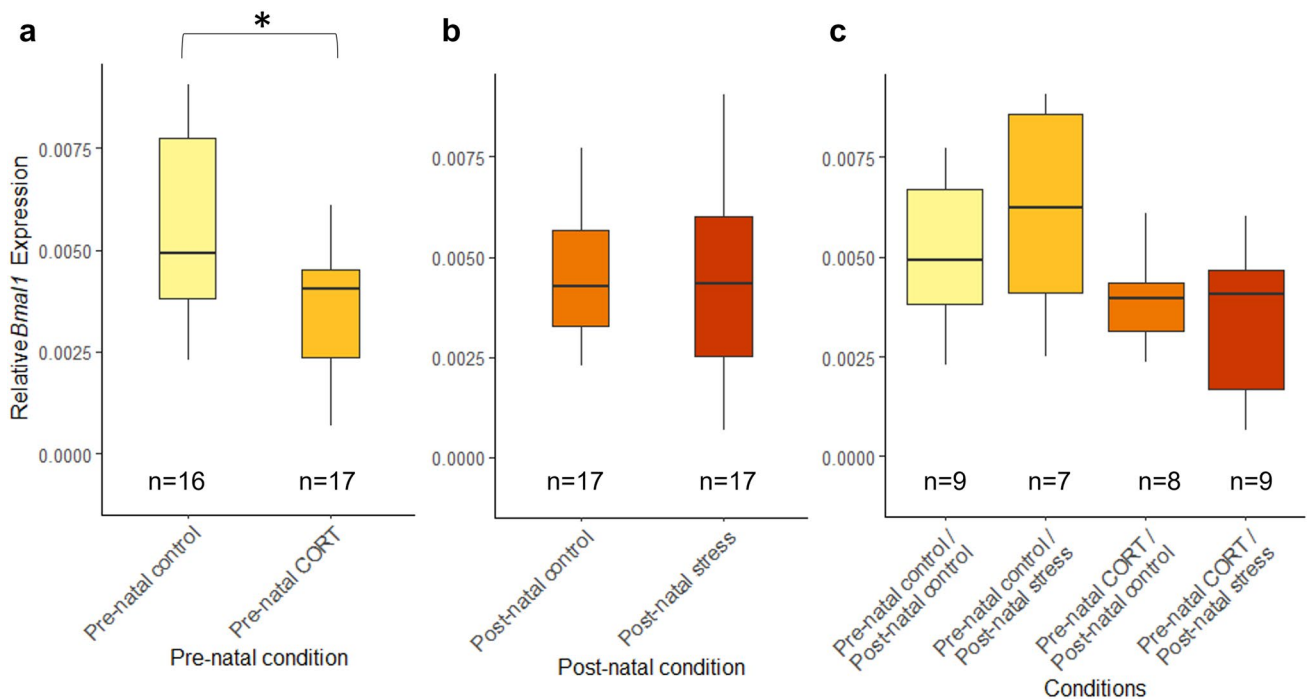 a
*
b
c
Relative Bmal1 Expression
0.0075
0.0050
0.0025
0.0000
n=16
n=17
Pre-natal control
Pre-natal CORT
Pre-natal condition
0.0075
0.0050
0.0025
0.0000
n=17
n=17
Post-natal control
Post-natal stress
Post-natal condition
0.0075
0.0050
0.0025
0.0000
n=9
n=7
n=8
n=9
Pre-natal control /
Post-natal control
Pre-natal control /
Post-natal stress
Pre-natal CORT /
Post-natal control
Pre-natal CORT /
Post-natal stress
Conditions